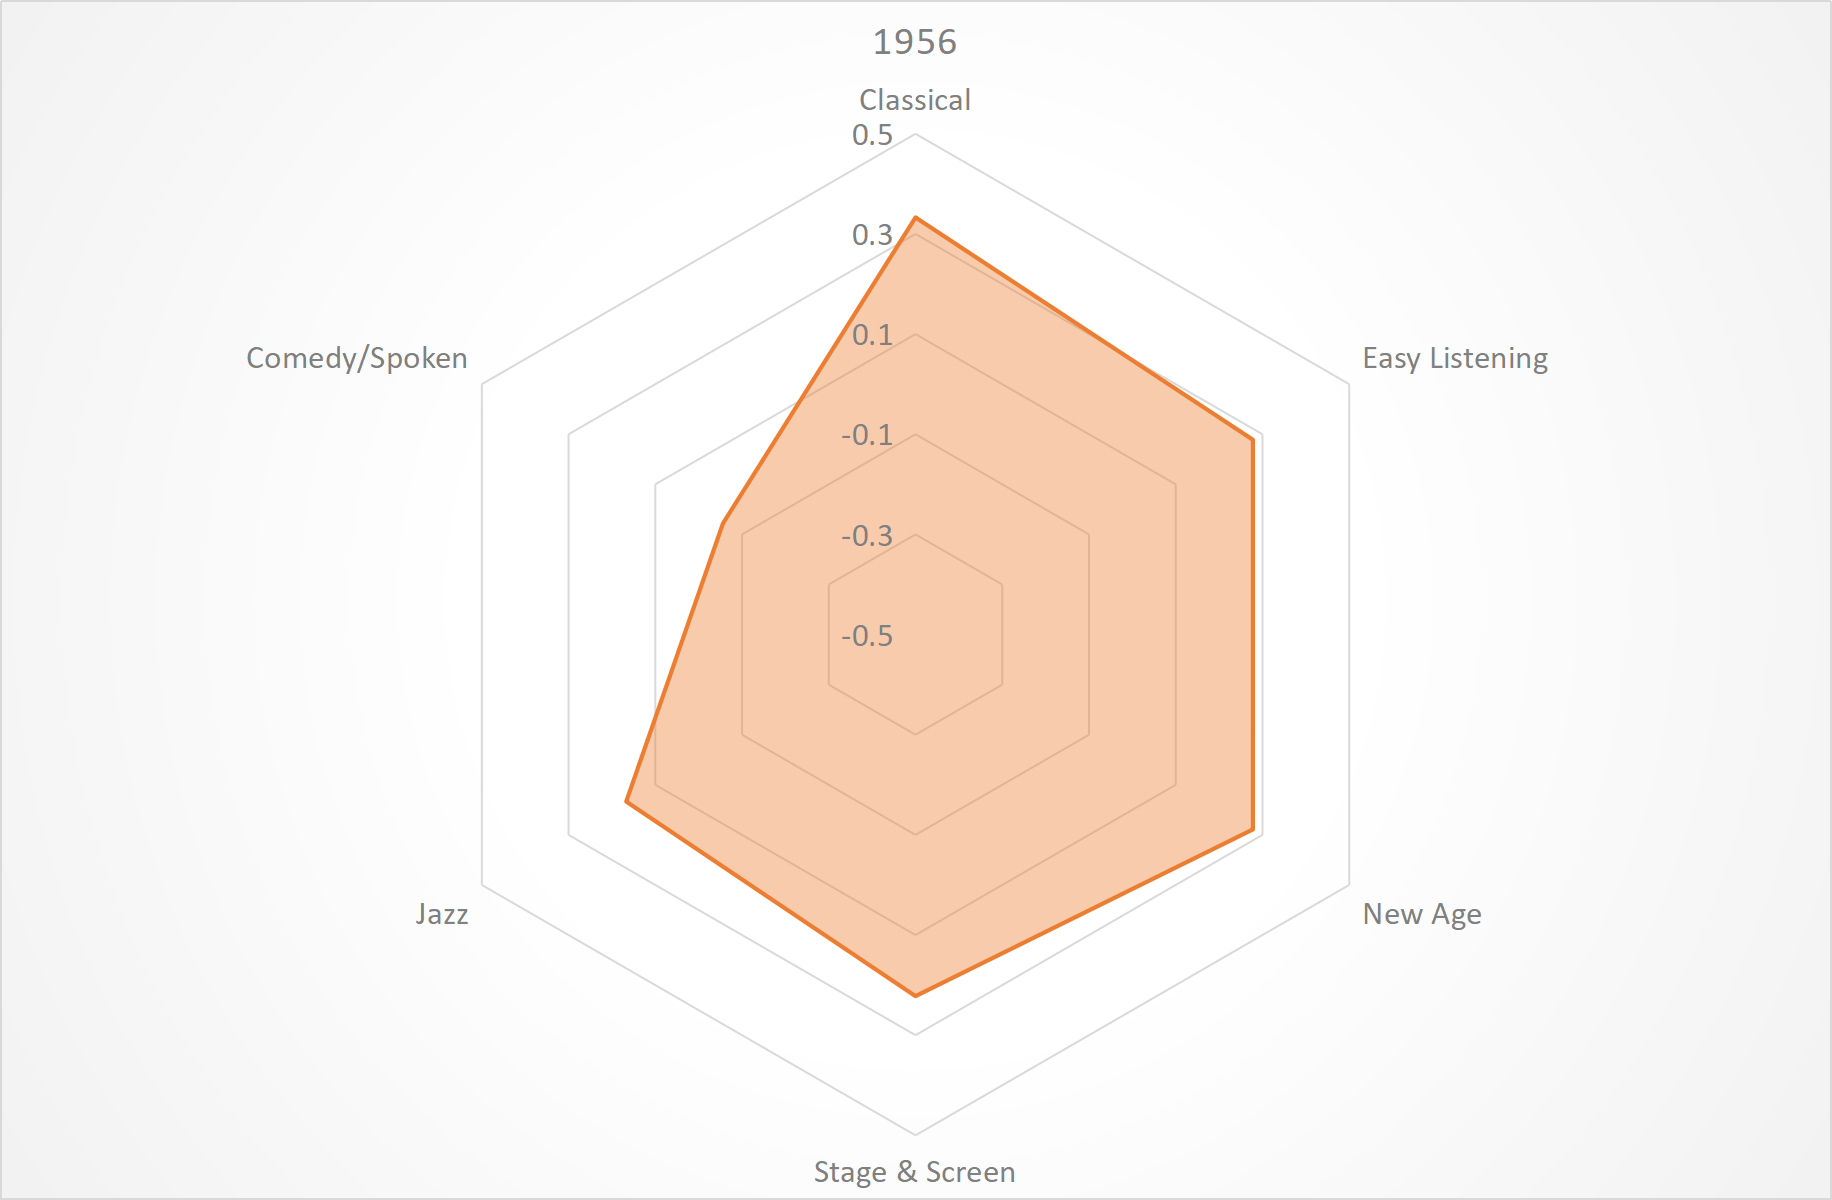 1956
Classical
0.5
0.3
0.1
-0.1
-0.3
-0.5
Comedy/Spoken
Easy Listening
Jazz
New Age
Stage & Screen